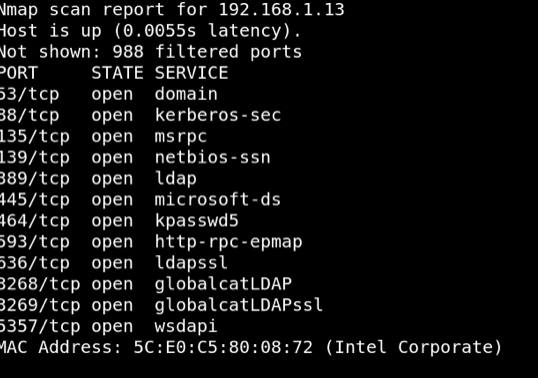 Nmap scan report for 192.168.1.13
Host is up (0.0055s latency).
Not shown: 988 filtered ports
PORT     STATE SERVICE
53/tcp   open  domain
88/tcp   open  kerberos-sec
135/tcp  open  msrpc
139/tcp  open  netbios-ssn
389/tcp  open  ldap
445/tcp  open  microsoft-ds
464/tcp  open  kpasswd5
593/tcp  open  http-rpc-epmap
636/tcp  open  ldapssl
3268/tcp open  globalcatLDAP
3269/tcp open  globalcatLDAPssl
5357/tcp open  wsdapi
MAC Address: 5C:E0:C5:80:08:72 (Intel Corporate)